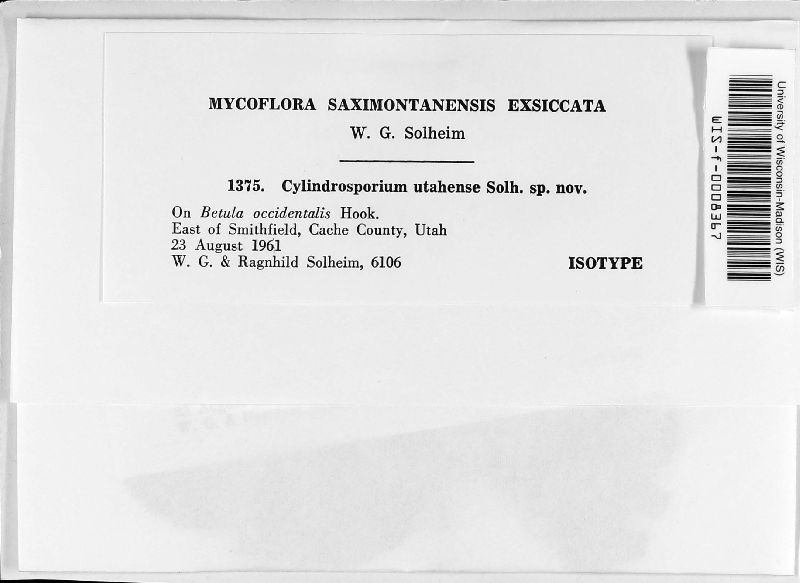 MYCOFLORA SAXIMONTANENSIS EXSICCATA
W. G. Solheim
1375. Cylindrosporium utahense Solh. sp. nov.
On Betula occidentalis Hook.
East of Smithfield, Cache County, Utah
23 August 1961
W. G. & Ragnhild Solheim, 6106
ISOTYPE
University of Wisconsin-Madison (WIS)
WIS-f-0008367